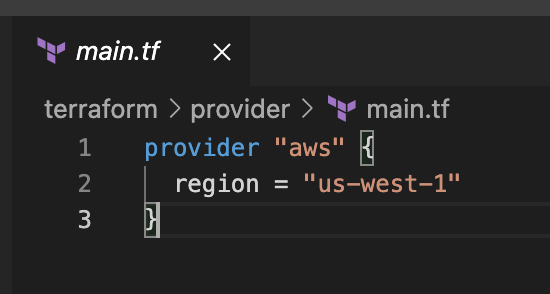 main.tf ×
terraform > provider > main.tf
1 provider "aws" {
2   region = "us-west-1"
3 }